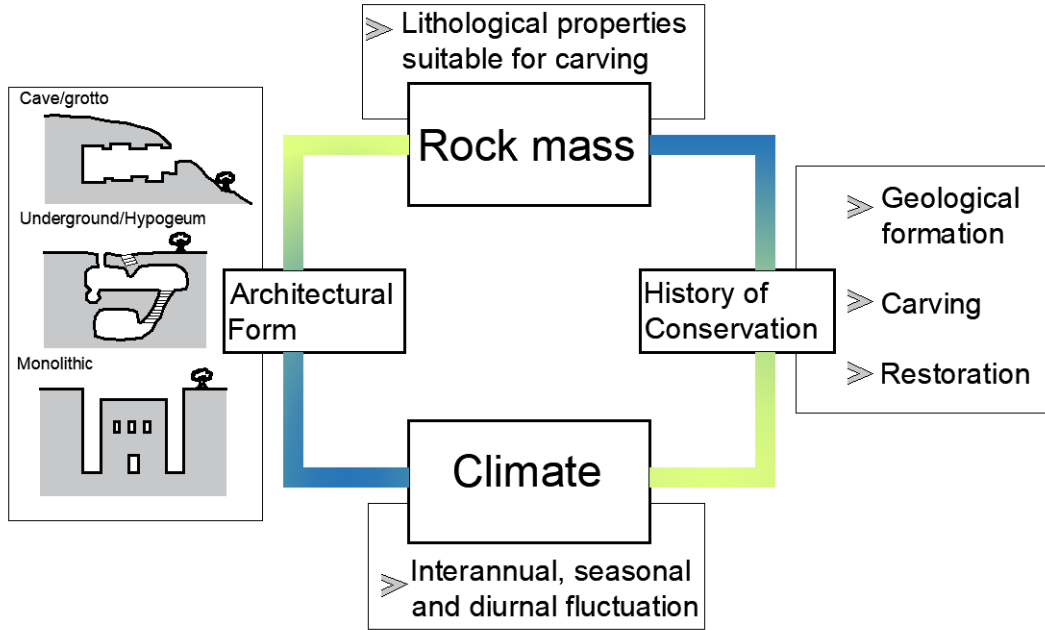 Lithological properties
suitable for carving
Rock mass
Cave/grotto
Underground/Hypogeum
Monolithic
Architectural
Form
History of
Conservation
Geological
formation
Carving
Restoration
Climate
Interannual, seasonal
and diurnal fluctuation